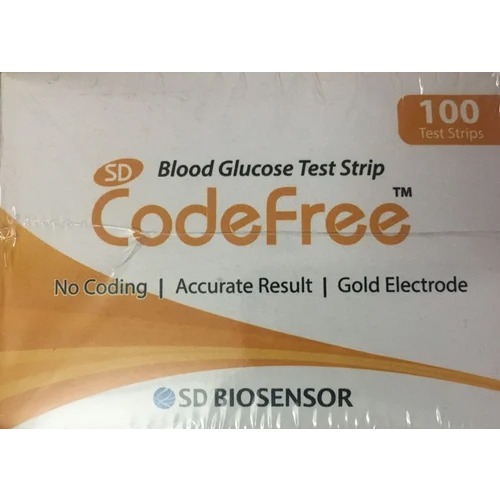 100
Test Strips
SD
Blood Glucose Test Strip
CodeFree™
No Coding | Accurate Result | Gold Electrode
SD BIOSENSOR